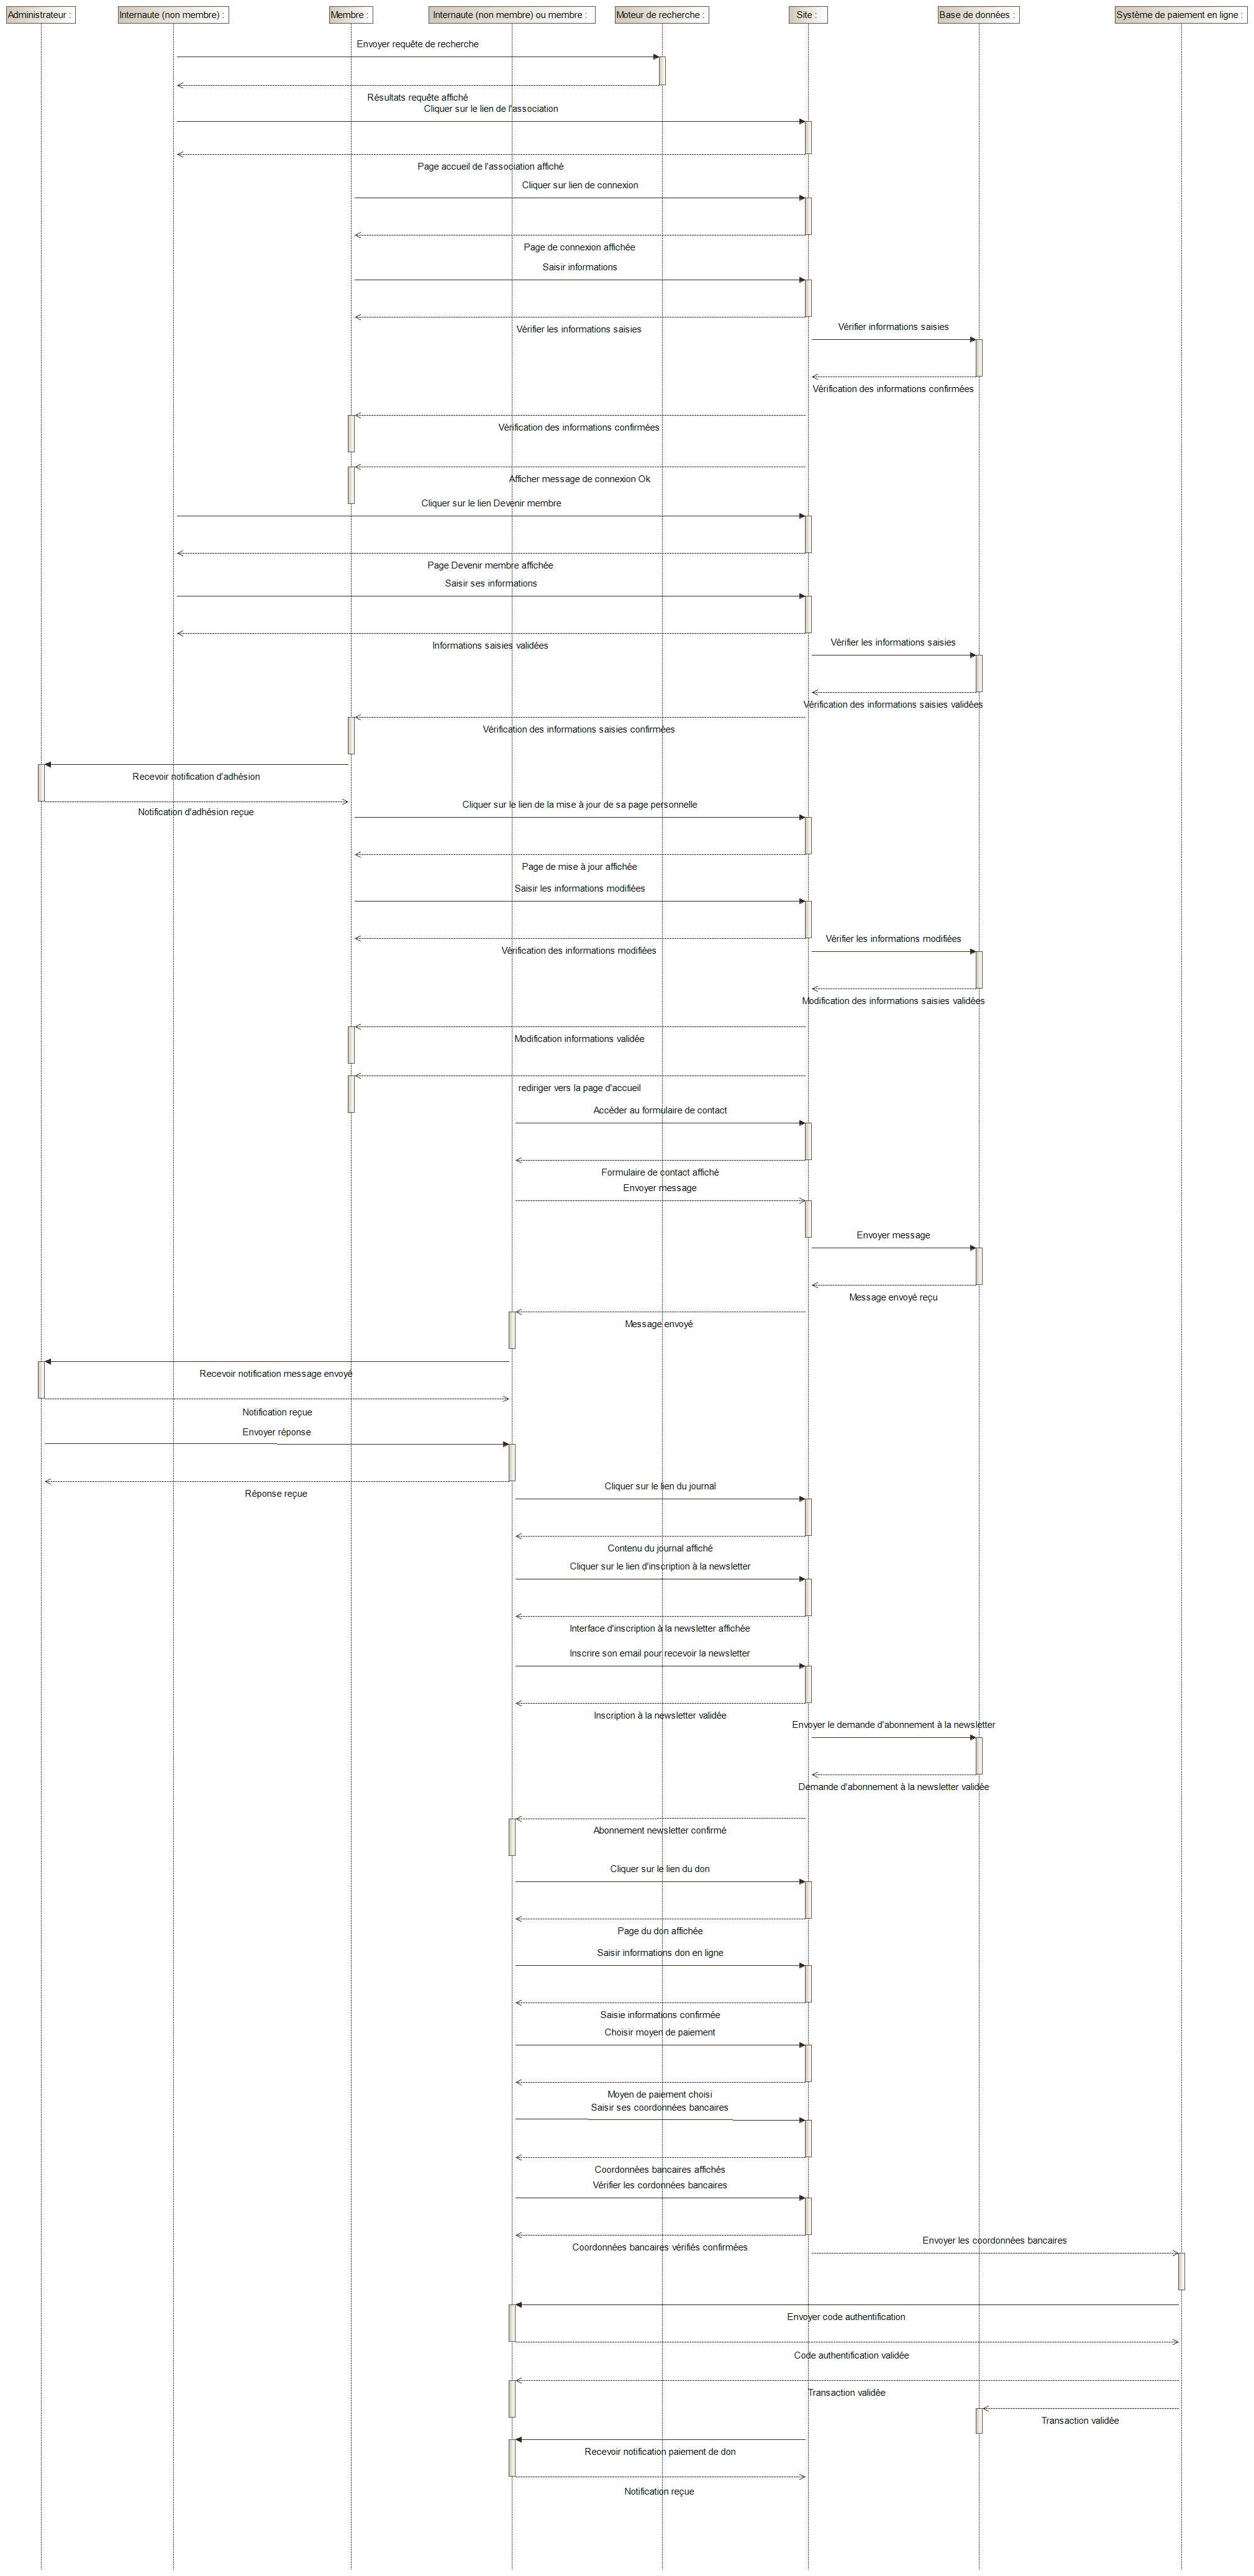 Administrateur :
Internaute (non membre) :
Membre :
Internaute (non membre) ou membre :
Moteur de recherche :
Site :
Base de données :
Système de paiement en ligne :
Envoyer requête de recherche
Résultats requête affiché
Cliquer sur le lien de l'association
Page accueil de l'association affiché
Cliquer sur lien de connexion
Page de connexion affichée
Saisir informations
Vérifier les informations saisies
Vérifier informations saisies
Vérification des informations confirmées
Vérification des informations confirmées
Afficher message de connexion Ok
Cliquer sur le lien Devenir membre
Page Devenir membre affichée
Saisir ses informations
Informations saisies validées
Vérifier les informations saisies
Vérification des informations saisies validées
Vérification des informations saisies confirmées
Recevoir notification d'adhésion
Notification d'adhésion reçue
Cliquer sur le lien de la mise à jour de sa page personnelle
Page de mise à jour affichée
Saisir les informations modifiées
Vérification des informations modifiées
Vérifier les informations modifiées
Modification des informations saisies validées
Modification informations validée
rediriger vers la page d'accueil
Accéder au formulaire de contact
Formulaire de contact affiché
Envoyer message
Envoyer message
Message envoyé reçu
Message envoyé
Recevoir notification message envoyé
Notification reçue
Envoyer réponse
Réponse reçue
Cliquer sur le lien du journal
Contenu du journal affiché
Cliquer sur le lien d'inscription à la newsletter
Interface d'inscription à la newsletter affichée
Inscrire son email pour recevoir la newsletter
Inscription à la newsletter validée
Envoyer le demande d'abonnement à la newsletter
Demande d'abonnement à la newsletter validée
Abonnement newsletter confirmé
Cliquer sur le lien du don
Page du don affichée
Saisir informations don en ligne
Saisie informations confirmée
Choisir moyen de paiement
Moyen de paiement choisi
Saisir ses coordonnées bancaires
Coordonnées bancaires affichés
Vérifier les cordonnées bancaires
Coordonnées bancaires vérifiés confirmées
Envoyer les coordonnées bancaires
Envoyer code authentification
Code authentification validée
Transaction validée
Transaction validée
Recevoir notification paiement de don
Notification reçue